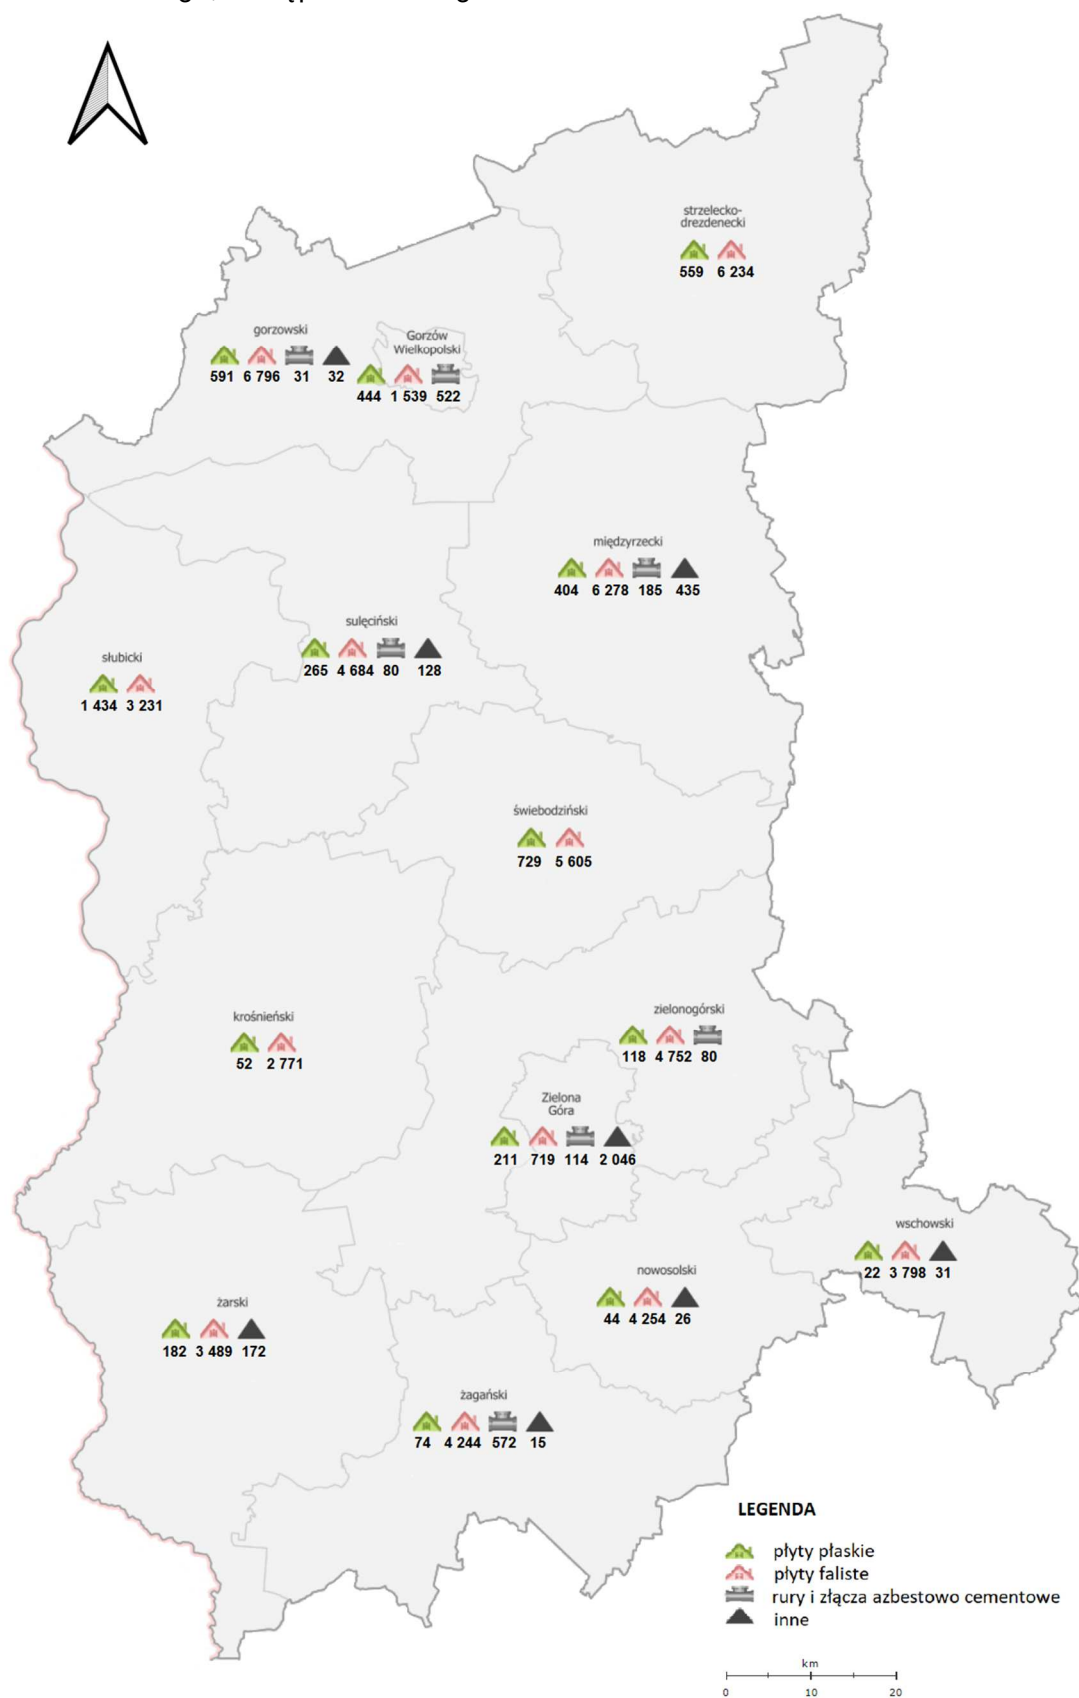 strzelecko-
drezdenecki
559 6 234
gorzowski
591 6 796 31 32
Gorzów
Wielkopolski
444 1 539 522
międzyrzecki
404 6 278 185 435
sulęciński
265 4 684 80 128
słubicki
1 434 3 231
świebodziński
729 5 605
zielonogórski
118 4 752 80
krośnieński
52 2 771
Zielona
Góra
211 719 114 2 046
wschowski
22 3 798 31
nowosolski
44 4 254 26
żarski
182 3 489 172
żagański
74 4 244 572 15
LEGENDA
płyty płaskie
płyty faliste
rury i złącza azbestowo cementowe
inne
km
0 10 20